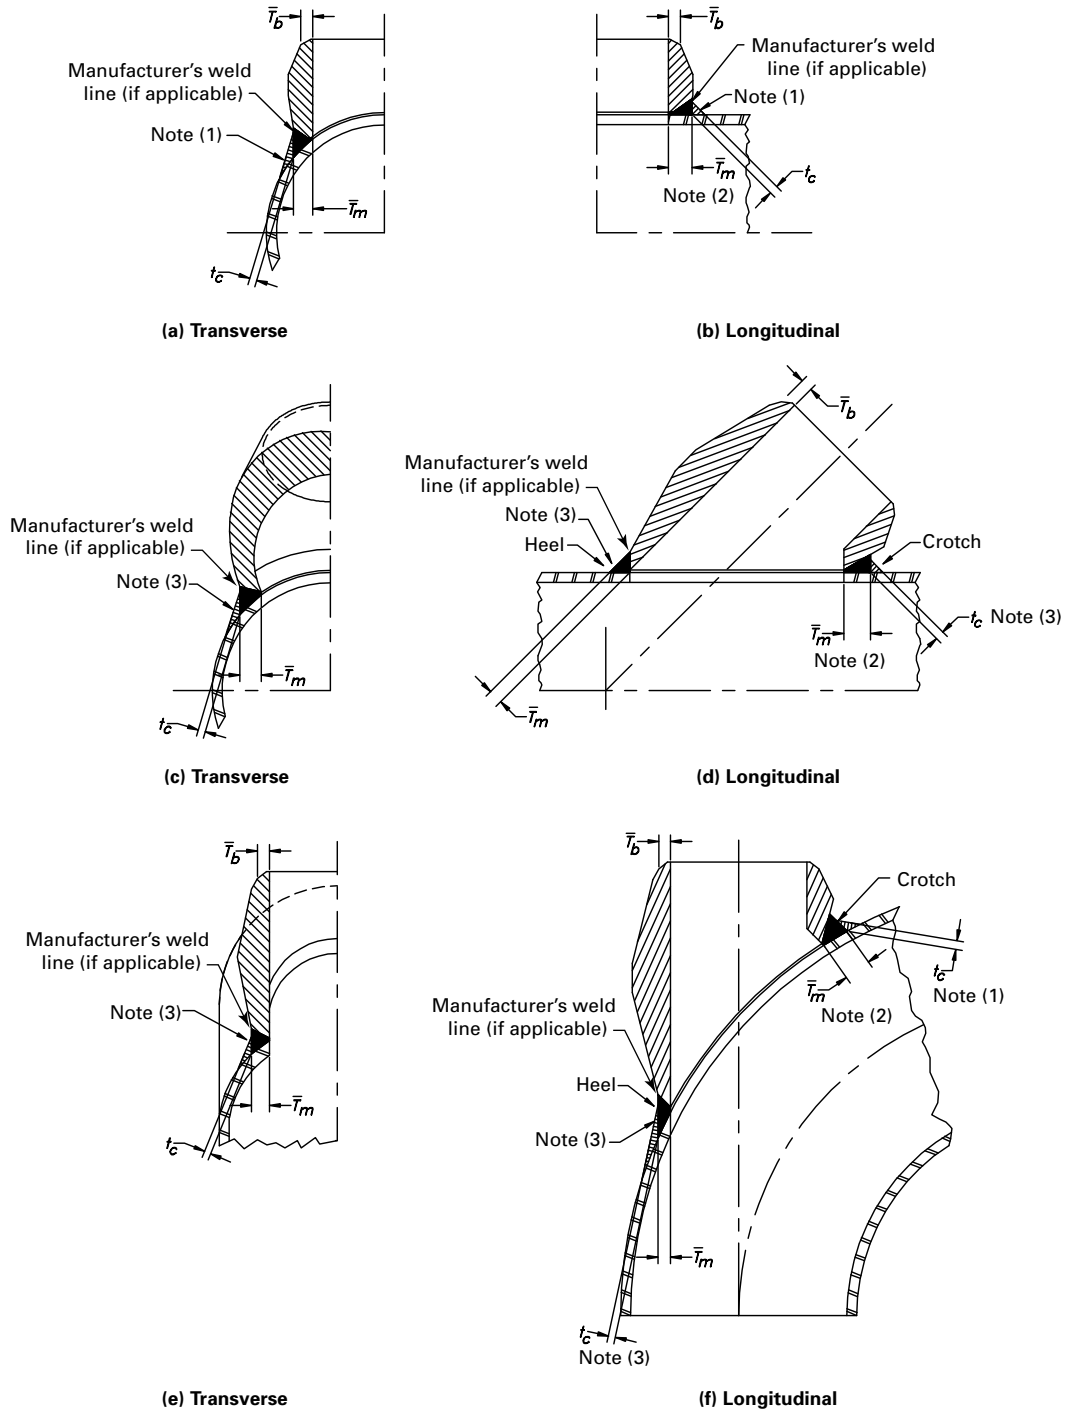 T̅b
Manufacturer's weld
line (if applicable)
Note (1)
T̅m
tc
(a) Transverse
T̅b
Manufacturer's weld
line (if applicable)
Note (1)
T̅m
Note (2)
tc
(b) Longitudinal
Manufacturer's weld
line (if applicable)
Note (3)
T̅m
tc
(c) Transverse
T̅b
Manufacturer's weld
line (if applicable)
Note (3)
Heel
Crotch
tc Note (3)
T̅m
Note (2)
T̅m
(d) Longitudinal
T̅b
Manufacturer's weld
line (if applicable)
Note (3)
T̅m
tc
(e) Transverse
T̅b
Crotch
tc
Note (1)
T̅m
Note (2)
Manufacturer's weld
line (if applicable)
Heel
Note (3)
T̅m
tc
Note (3)
(f) Longitudinal